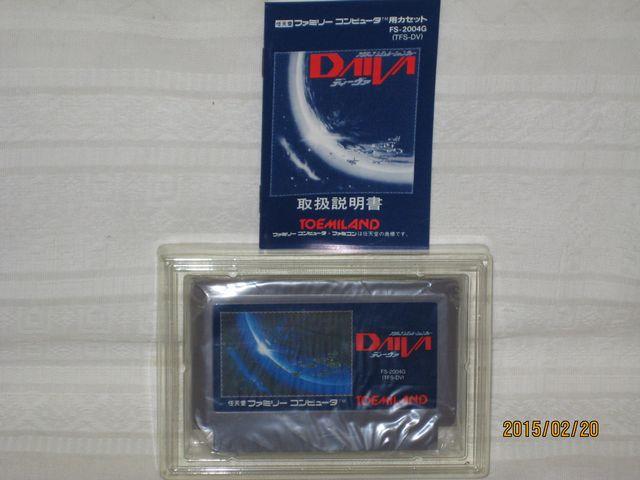 任天堂 ファミリー コンピュータ™用カセット
FS-2004G
(TFS-DV)
DAIVA
ディーヴァ
取扱説明書
TOEMILAND
ファミリー コンピュータ・ファミコンは任天堂の商標です。
DAIVA
ディーヴァ
FS-2004G
(TFS-DV)
任天堂 ファミリー コンピュータ™
TOEMILAND
2015/02/20